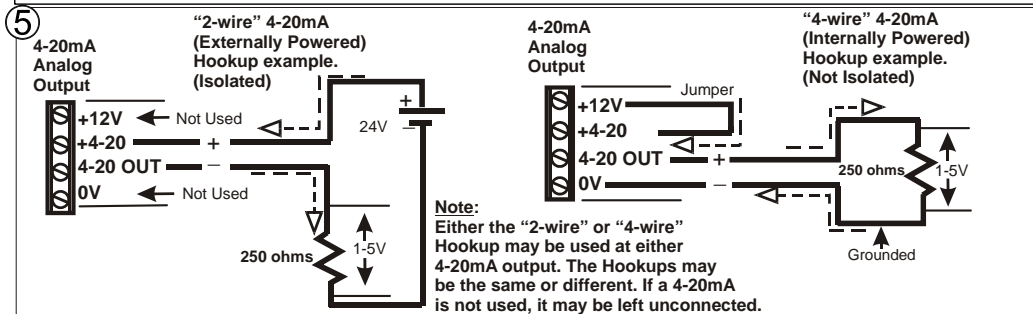 5
4-20mA
Analog
Output
“2-wire” 4-20mA
(Externally Powered)
Hookup example.
(Isolated)
+12V
Not Used
+4-20
+
4-20 OUT
–
0V
Not Used
+
24V
–
250 ohms
1-5V
4-20mA
Analog
Output
“4-wire” 4-20mA
(Internally Powered)
Hookup example.
(Not Isolated)
+12V
Jumper
+4-20
4-20 OUT
+
0V
–
250 ohms
1-5V
Grounded
Note:
Either the “2-wire” or “4-wire”
Hookup may be used at either
4-20mA output. The Hookups may
be the same or different. If a 4-20mA
is not used, it may be left unconnected.